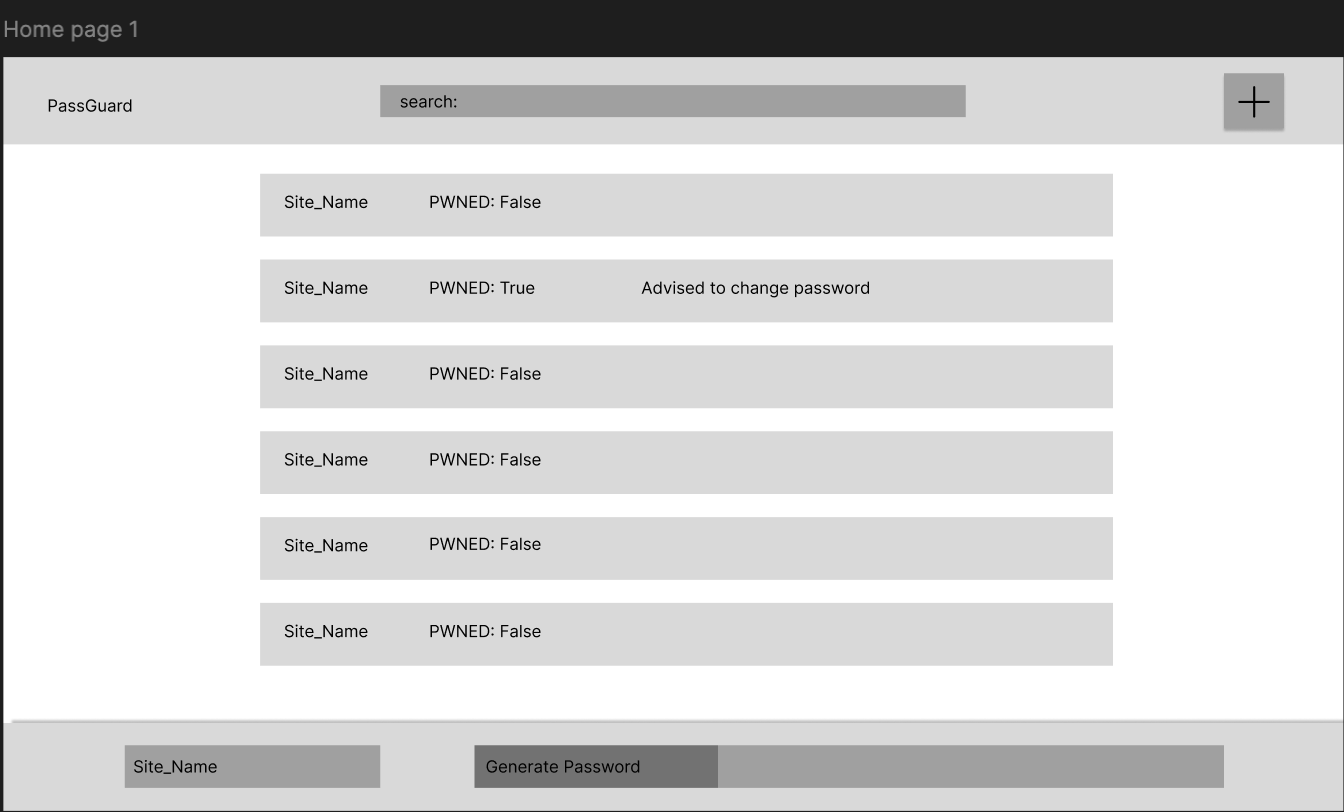 Home page 1
PassGuard
search:
Site_Name PWNED: False
Site_Name PWNED: True Advised to change password
Site_Name PWNED: False
Site_Name PWNED: False
Site_Name PWNED: False
Site_Name PWNED: False
Site_Name Generate Password